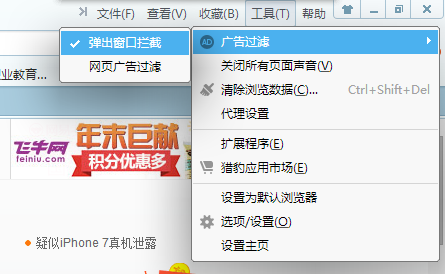 文件(F) 查看(V) 收藏(B) 工具(T) 帮助
弹出窗口拦截
网页广告过滤
AD 广告过滤
关闭所有页面声音(V)
清除浏览数据(C)... Ctrl+Shift+Del
代理设置
扩展程序(E)
猎豹应用市场(E)
设置为默认浏览器
选项/设置(O)
设置主页
业教育...
飞牛网
feiniu.com
年末巨献
积分优惠多
疑似iPhone 7真机泄露